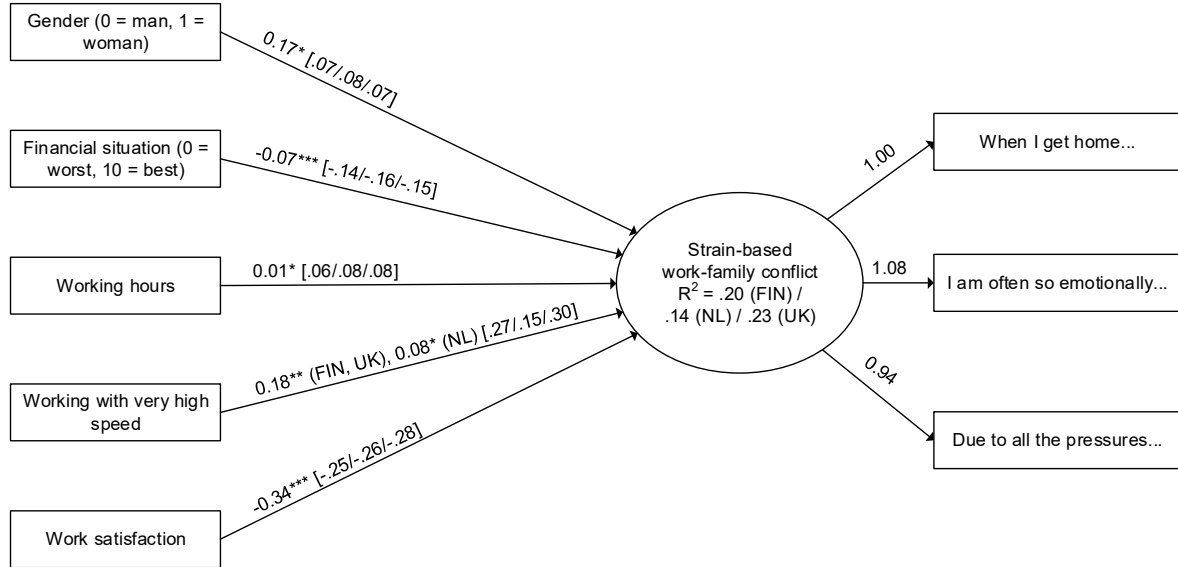 Gender (0 = man, 1 =
woman)
0.17* [.07/.08/.07]
Financial situation (0 =
worst, 10 = best)
-0.07*** [-.14/-.16/-.15]
Working hours
0.01* [.06/.08/.08]
Working with very high
speed
0.18** (FIN, UK), 0.08* (NL) [.27/.15/.30]
Work satisfaction
-0.34*** [-.25/-.26/-.28]
Strain-based
work-family conflict
R² = .20 (FIN) /
.14 (NL) / .23 (UK)
1.00
When I get home...
1.08
I am often so emotionally...
0.94
Due to all the pressures...